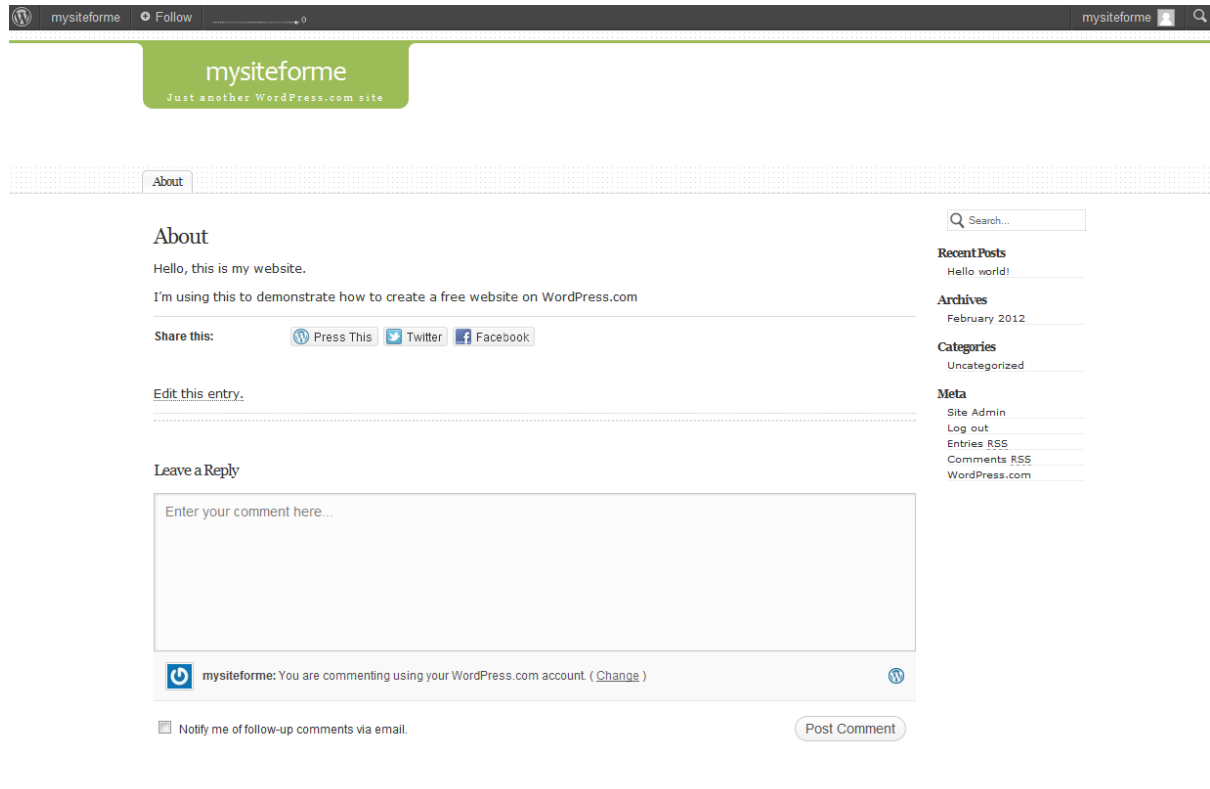 mysiteforme Follow 0 mysiteforme
mysiteforme
Just another WordPress.com site
About
About
Hello, this is my website.
I'm using this to demonstrate how to create a free website on WordPress.com
Share this: Press This Twitter Facebook
Edit this entry.
Leave a Reply
Enter your comment here...
mysiteforme: You are commenting using your WordPress.com account. ( Change )
Notify me of follow-up comments via email. Post Comment
Search...
Recent Posts
Hello world!
Archives
February 2012
Categories
Uncategorized
Meta
Site Admin
Log out
Entries RSS
Comments RSS
WordPress.com